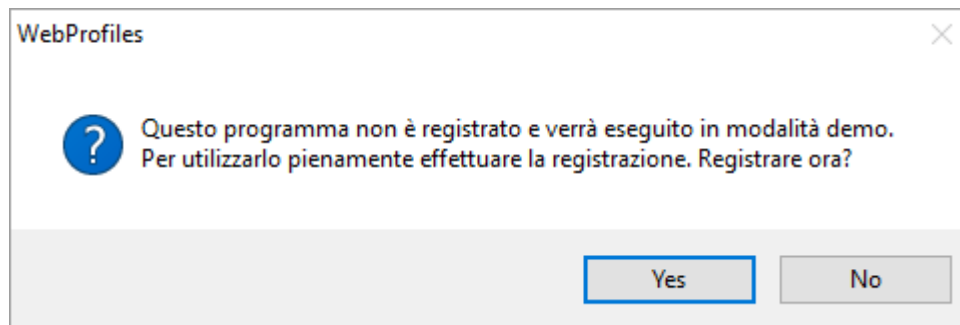 WebProfiles
Questo programma non è registrato e verrà eseguito in modalità demo.
Per utilizzarlo pienamente effettuare la registrazione. Registrare ora?
Yes
No